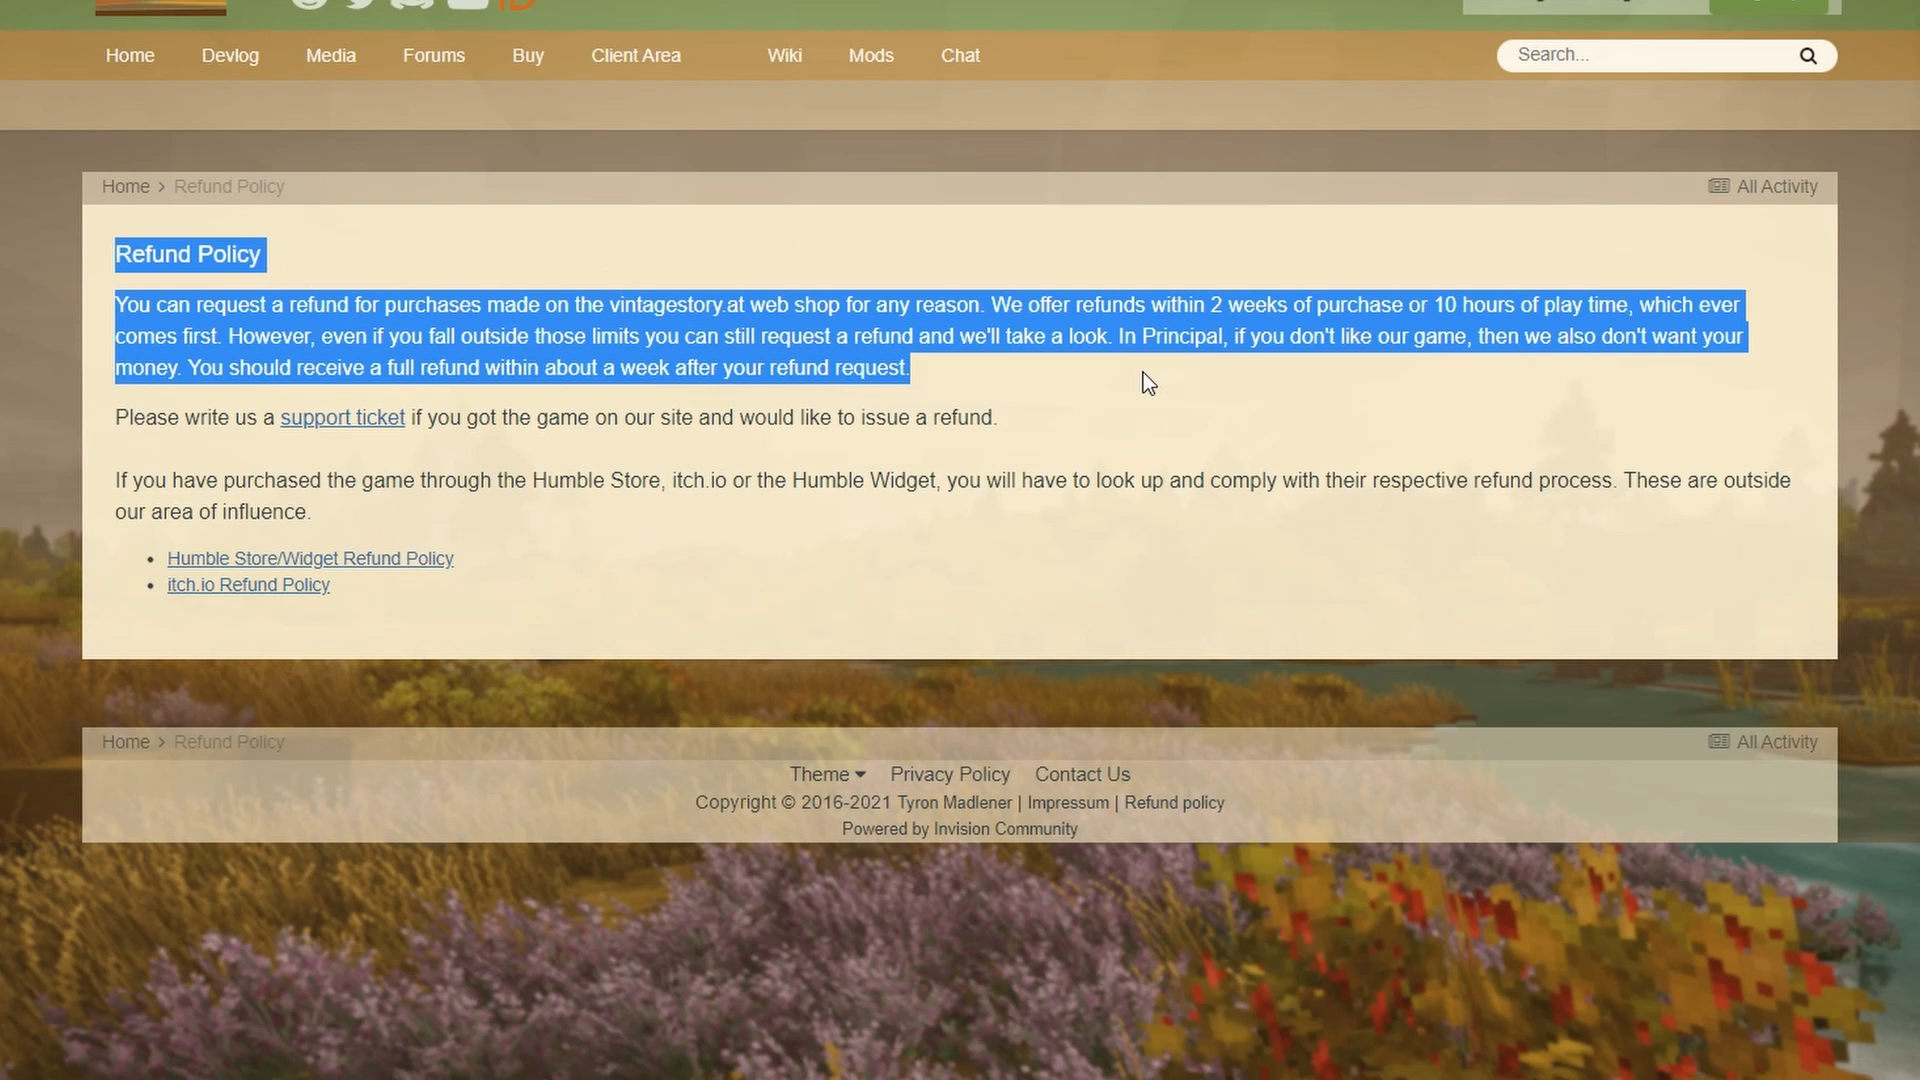 Home Devlog Media Forums Buy Client Area Wiki Mods Chat Search...
Home > Refund Policy All Activity
Refund Policy
You can request a refund for purchases made on the vintagestory.at web shop for any reason. We offer refunds within 2 weeks of purchase or 10 hours of play time, which ever
comes first. However, even if you fall outside those limits you can still request a refund and we'll take a look. In Principal, if you don't like our game, then we also don't want your
money. You should receive a full refund within about a week after your refund request.
Please write us a support ticket if you got the game on our site and would like to issue a refund.
If you have purchased the game through the Humble Store, itch.io or the Humble Widget, you will have to look up and comply with their respective refund process. These are outside
our area of influence.
• Humble Store/Widget Refund Policy
• itch.io Refund Policy
Home > Refund Policy All Activity
Theme Privacy Policy Contact Us
Copyright © 2016-2021 Tyron Madlener | Impressum | Refund policy
Powered by Invision Community